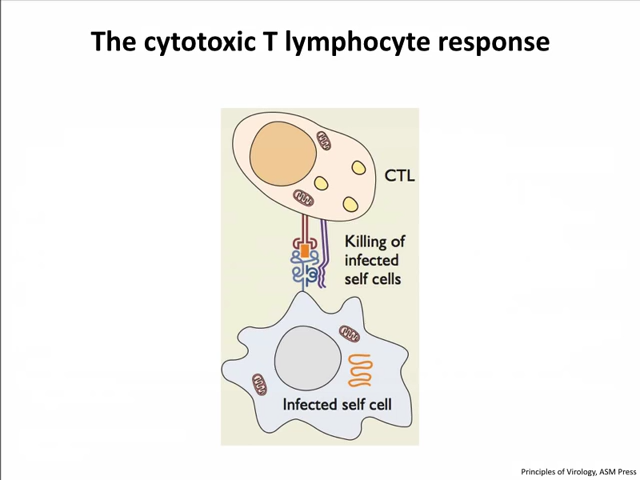 The cytotoxic T lymphocyte response
CTL
Killing of
infected
self cells
Infected self cell
Principles of Virology, ASM Press